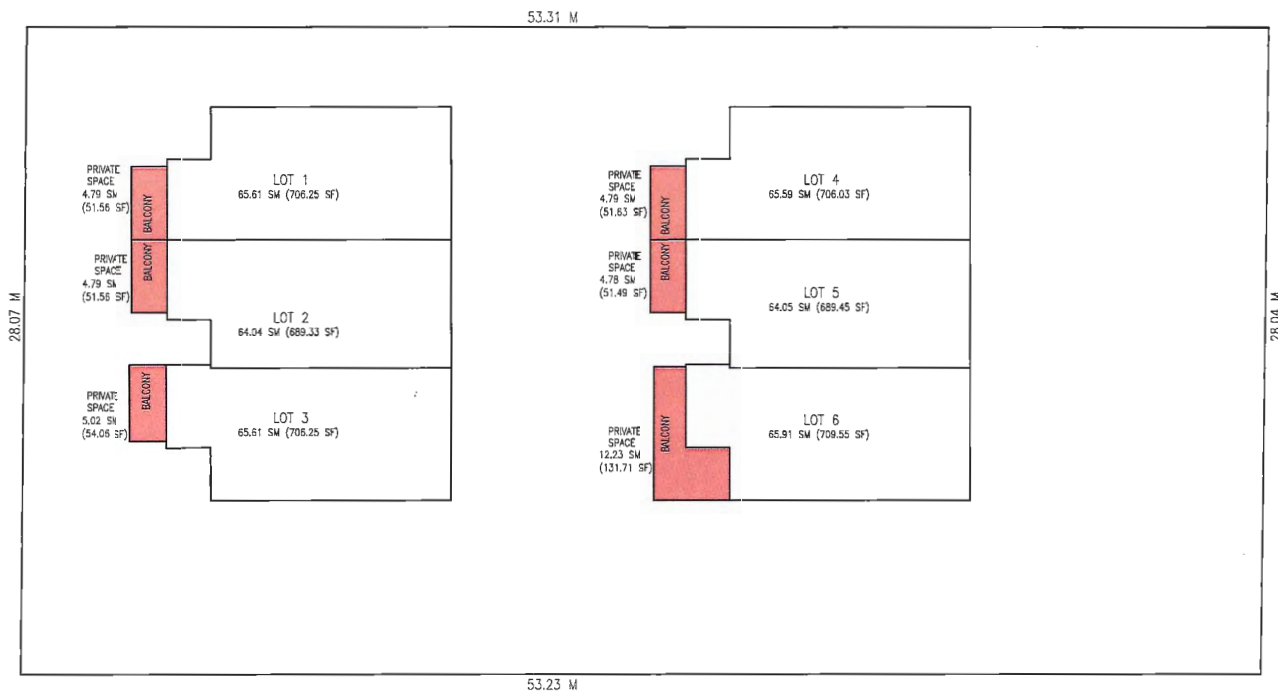 53.31 M
PRIVATE
SPACE
4.79 SM
(51.56 SF)
BALCONY
LOT 1
65.61 SM (706.25 SF)
PRIVATE
SPACE
4.79 SM
(51.56 SF)
BALCONY
LOT 2
64.04 SM (689.33 SF)
PRIVATE
SPACE
5.02 SM
(54.06 SF)
BALCONY
LOT 3
65.61 SM (706.25 SF)
PRIVATE
SPACE
4.79 SM
(51.63 SF)
BALCONY
LOT 4
65.59 SM (706.03 SF)
PRIVATE
SPACE
4.78 SM
(51.49 SF)
BALCONY
LOT 5
64.05 SM (689.45 SF)
PRIVATE
SPACE
12.23 SM
(131.71 SF)
BALCONY
LOT 6
65.91 SM (709.55 SF)
28.07 M
28.04 M
53.23 M